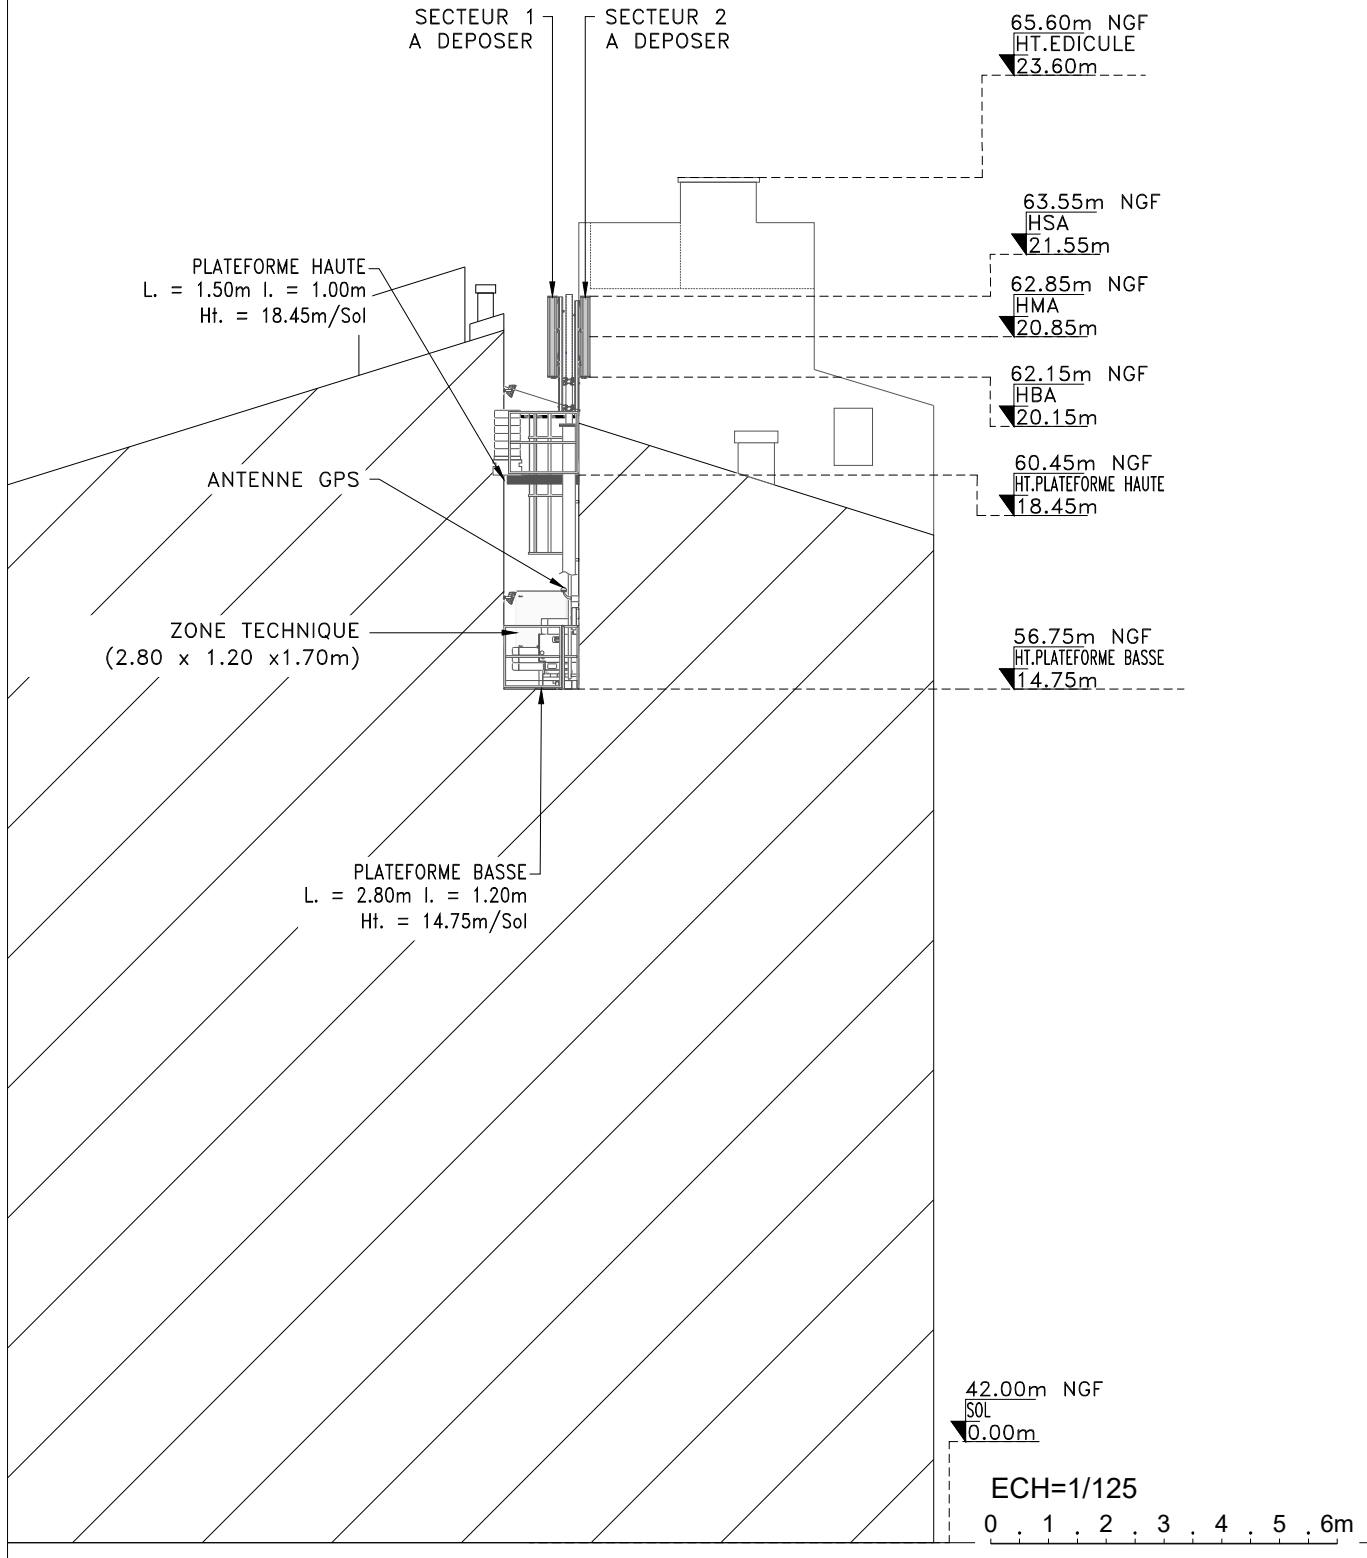 SECTEUR 1
A DEPOSER
SECTEUR 2
A DEPOSER
65.60m NGF
HT.EDICULE
23.60m
63.55m NGF
HSA
21.55m
PLATEFORME HAUTE
L. = 1.50m l. = 1.00m
Ht. = 18.45m/Sol
62.85m NGF
HMA
20.85m
62.15m NGF
HBA
20.15m
ANTENNE GPS
60.45m NGF
HT.PLATEFORME HAUTE
18.45m
ZONE TECHNIQUE
(2.80 x 1.20 x1.70m)
56.75m NGF
HT.PLATEFORME BASSE
14.75m
PLATEFORME BASSE
L. = 2.80m l. = 1.20m
Ht. = 14.75m/Sol
42.00m NGF
SOL
0.00m
ECH=1/125
0 . 1 . 2 . 3 . 4 . 5 . 6m